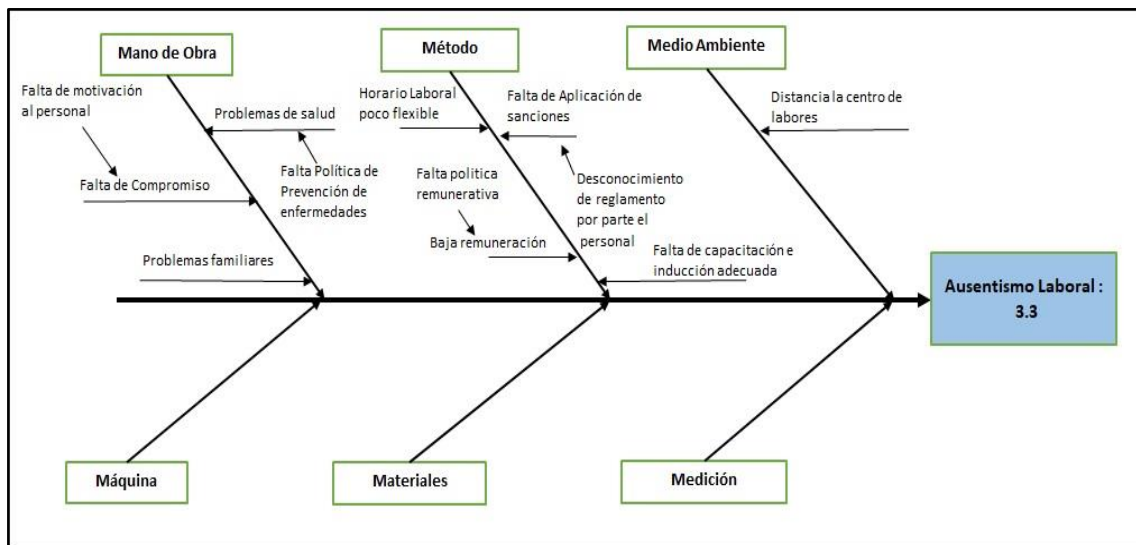 Mano de Obra
Método
Medio Ambiente
Falta de motivación
al personal
Problemas de salud
Falta de Compromiso
Falta Política de
Prevención de
enfermedades
Problemas familiares
Horario Laboral
poco flexible
Falta de Aplicación de
sanciones
Falta politica
remunerativa
Desconocimiento
de reglamento
por parte el
personal
Baja remuneración
Falta de capacitación e
inducción adecuada
Distancia la centro de
labores
Ausentismo Laboral :
3.3
Máquina
Materiales
Medición